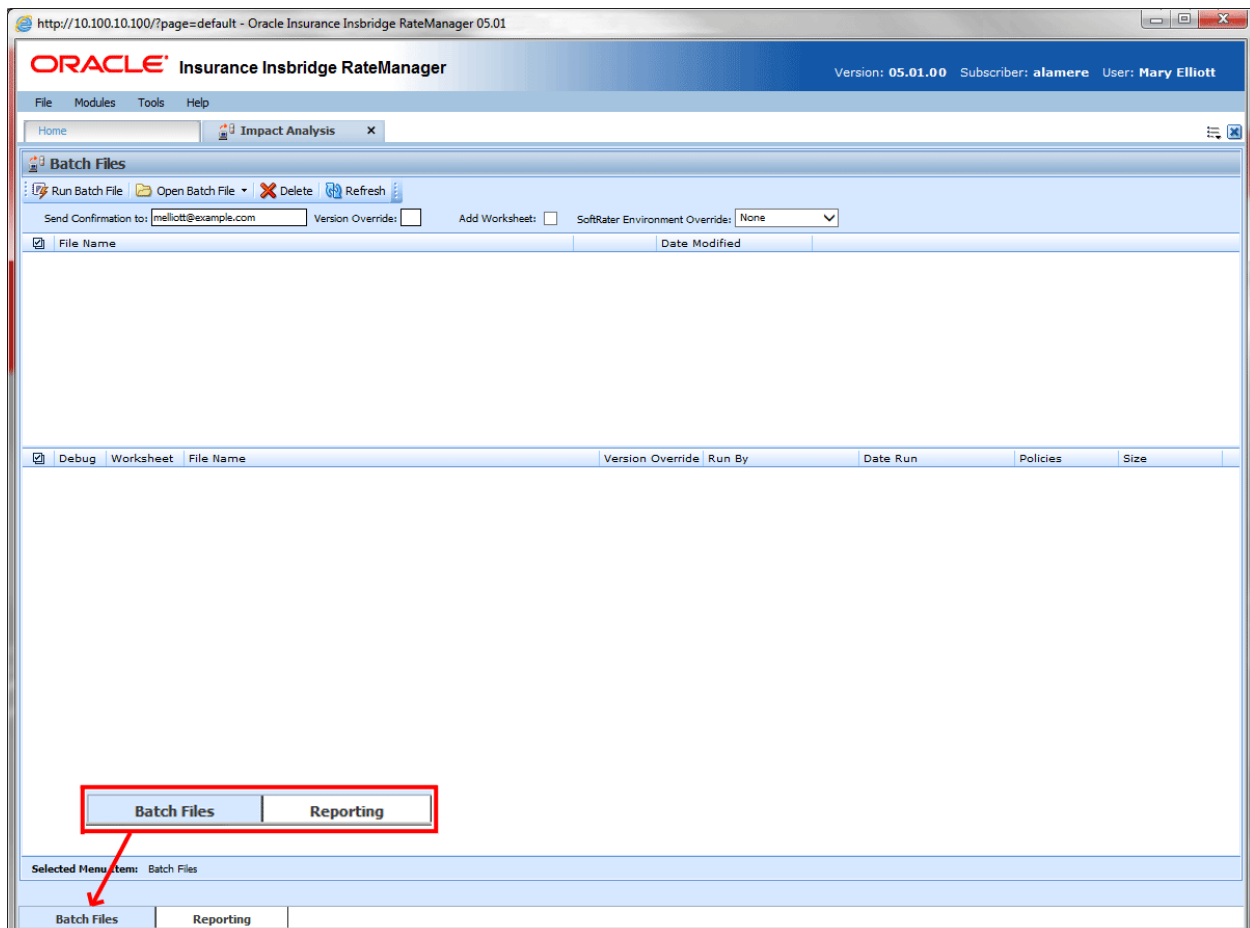 http://10.100.10.100/?page=default - Oracle Insurance Insbridge RateManager 05.01
ORACLE Insurance Insbridge RateManager
Version: 05.01.00 Subscriber: alamere User: Mary Elliott
File Modules Tools Help
Home Impact Analysis x
Batch Files
Run Batch File Open Batch File Delete Refresh
Send Confirmation to: melliott@example.com Version Override: Add Worksheet: SoftRater Environment Override: None
File Name Date Modified
Debug Worksheet File Name Version Override Run By Date Run Policies Size
Batch Files Reporting
Selected Menu Item: Batch Files
Batch Files Reporting